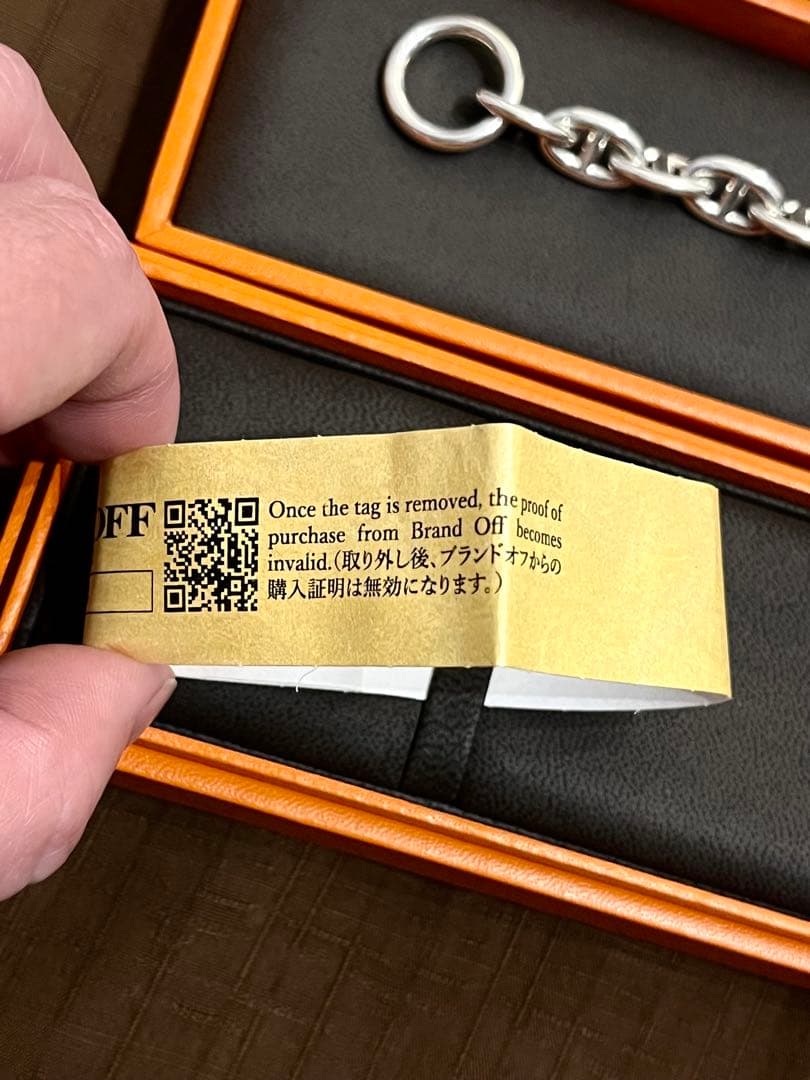 OFF
Once the tag is removed, the proof of
purchase from Brand Off becomes
invalid.(取り外し後、ブランドオフからの
購入証明は無効になります。)